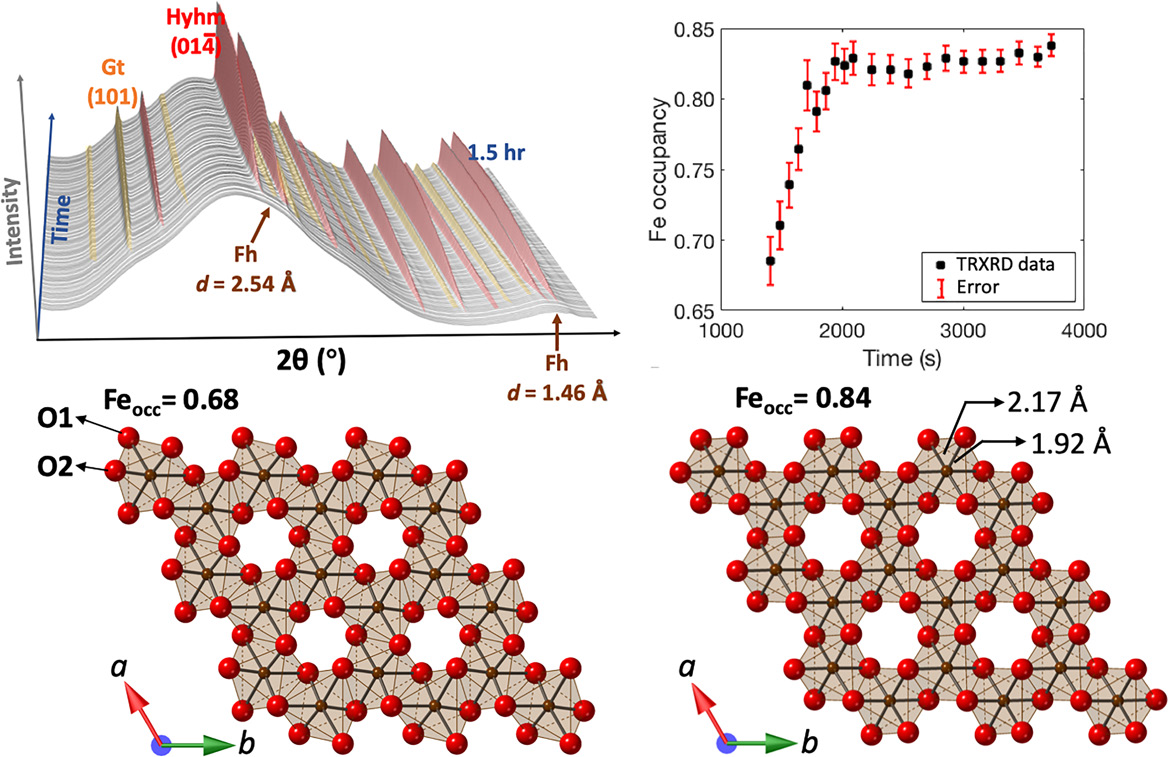 Hyhm
(014̄)
Gt
(101)
1.5 hr
Intensity
Time
Fh
d = 2.54 Å
2θ (°)
Fh
d = 1.46 Å
0.85
0.80
0.75
0.70
0.65
Fe occupancy
TRXRD data
Error
1000 2000 3000 4000
Time (s)
Feocc= 0.68
O1
O2
a
b
Feocc= 0.84
2.17 Å
1.92 Å
a
b